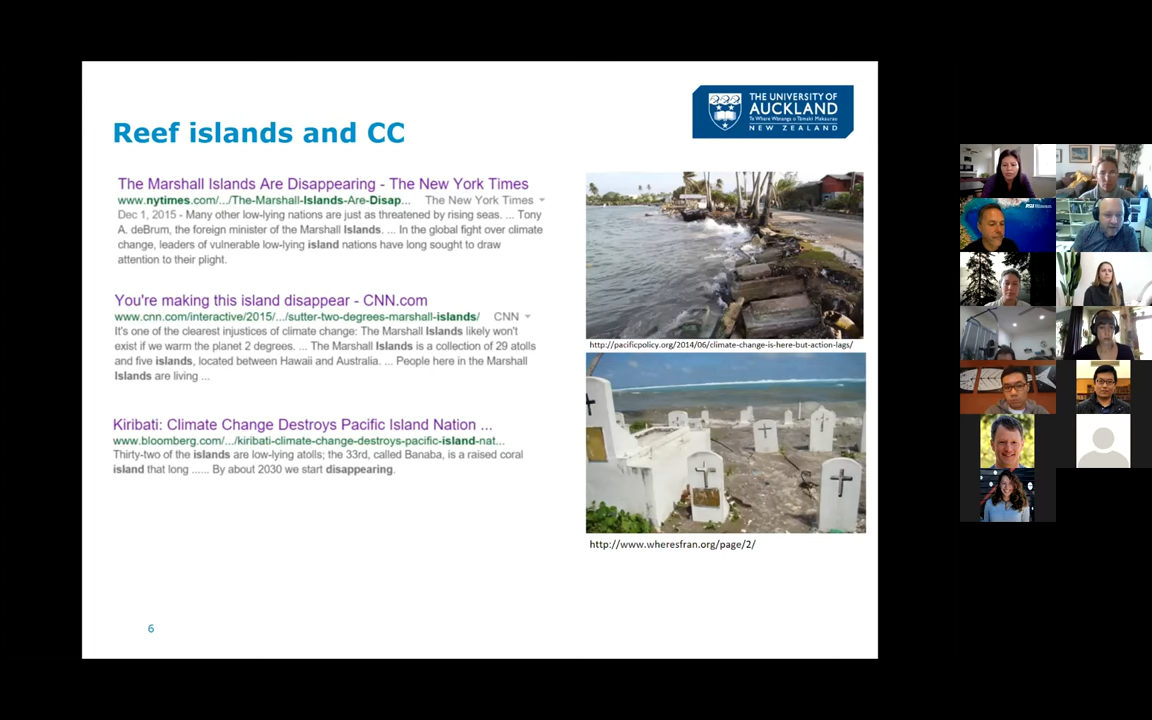 THE UNIVERSITY OF
AUCKLAND
Te Whare Wānanga o Tāmaki Makaurau
NEW ZEALAND
Reef islands and CC
The Marshall Islands Are Disappearing - The New York Times
www.nytimes.com/.../The-Marshall-Islands-Are-Disap... The New York Times
Dec 1, 2015 - Many other low-lying nations are just as threatened by rising seas. ... Tony
A. deBrum, the foreign minister of the Marshall Islands. ... In the global fight over climate
change, leaders of vulnerable low-lying island nations have long sought to draw
attention to their plight.
You're making this island disappear - CNN.com
www.cnn.com/interactive/2015/.../sutter-two-degrees-marshall-islands/ CNN
It's one of the clearest injustices of climate change: The Marshall Islands likely won't
exist if we warm the planet 2 degrees. ... The Marshall Islands is a collection of 29 atolls
and five islands, located between Hawaii and Australia. ... People here in the Marshall
Islands are living ...
Kiribati: Climate Change Destroys Pacific Island Nation ...
www.bloomberg.com/.../kiribati-climate-change-destroys-pacific-island-nat...
Thirty-two of the islands are low-lying atolls; the 33rd, called Banaba, is a raised coral
island that long ...... By about 2030 we start disappearing.
http://pacificpolicy.org/2014/06/climate-change-is-here-but-action-lags/
http://www.wheresfran.org/page/2/
6
ASU